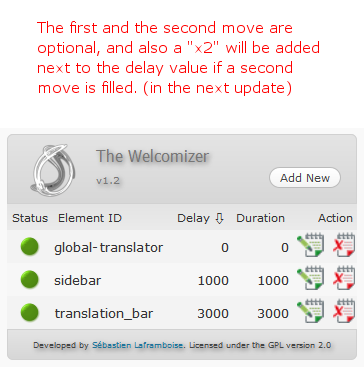 The first and the second move are
optional, and also a "x2" will be added
next to the delay value if a second
move is filled. (in the next update)
The Welcomizer
v1.2
Add New
Status Element ID Delay ⇩ Duration Action
global-translator 0 0
sidebar 1000 1000
translation_bar 3000 3000
Developed by Sébastien Laframboise. Licensed under the GPL version 2.0